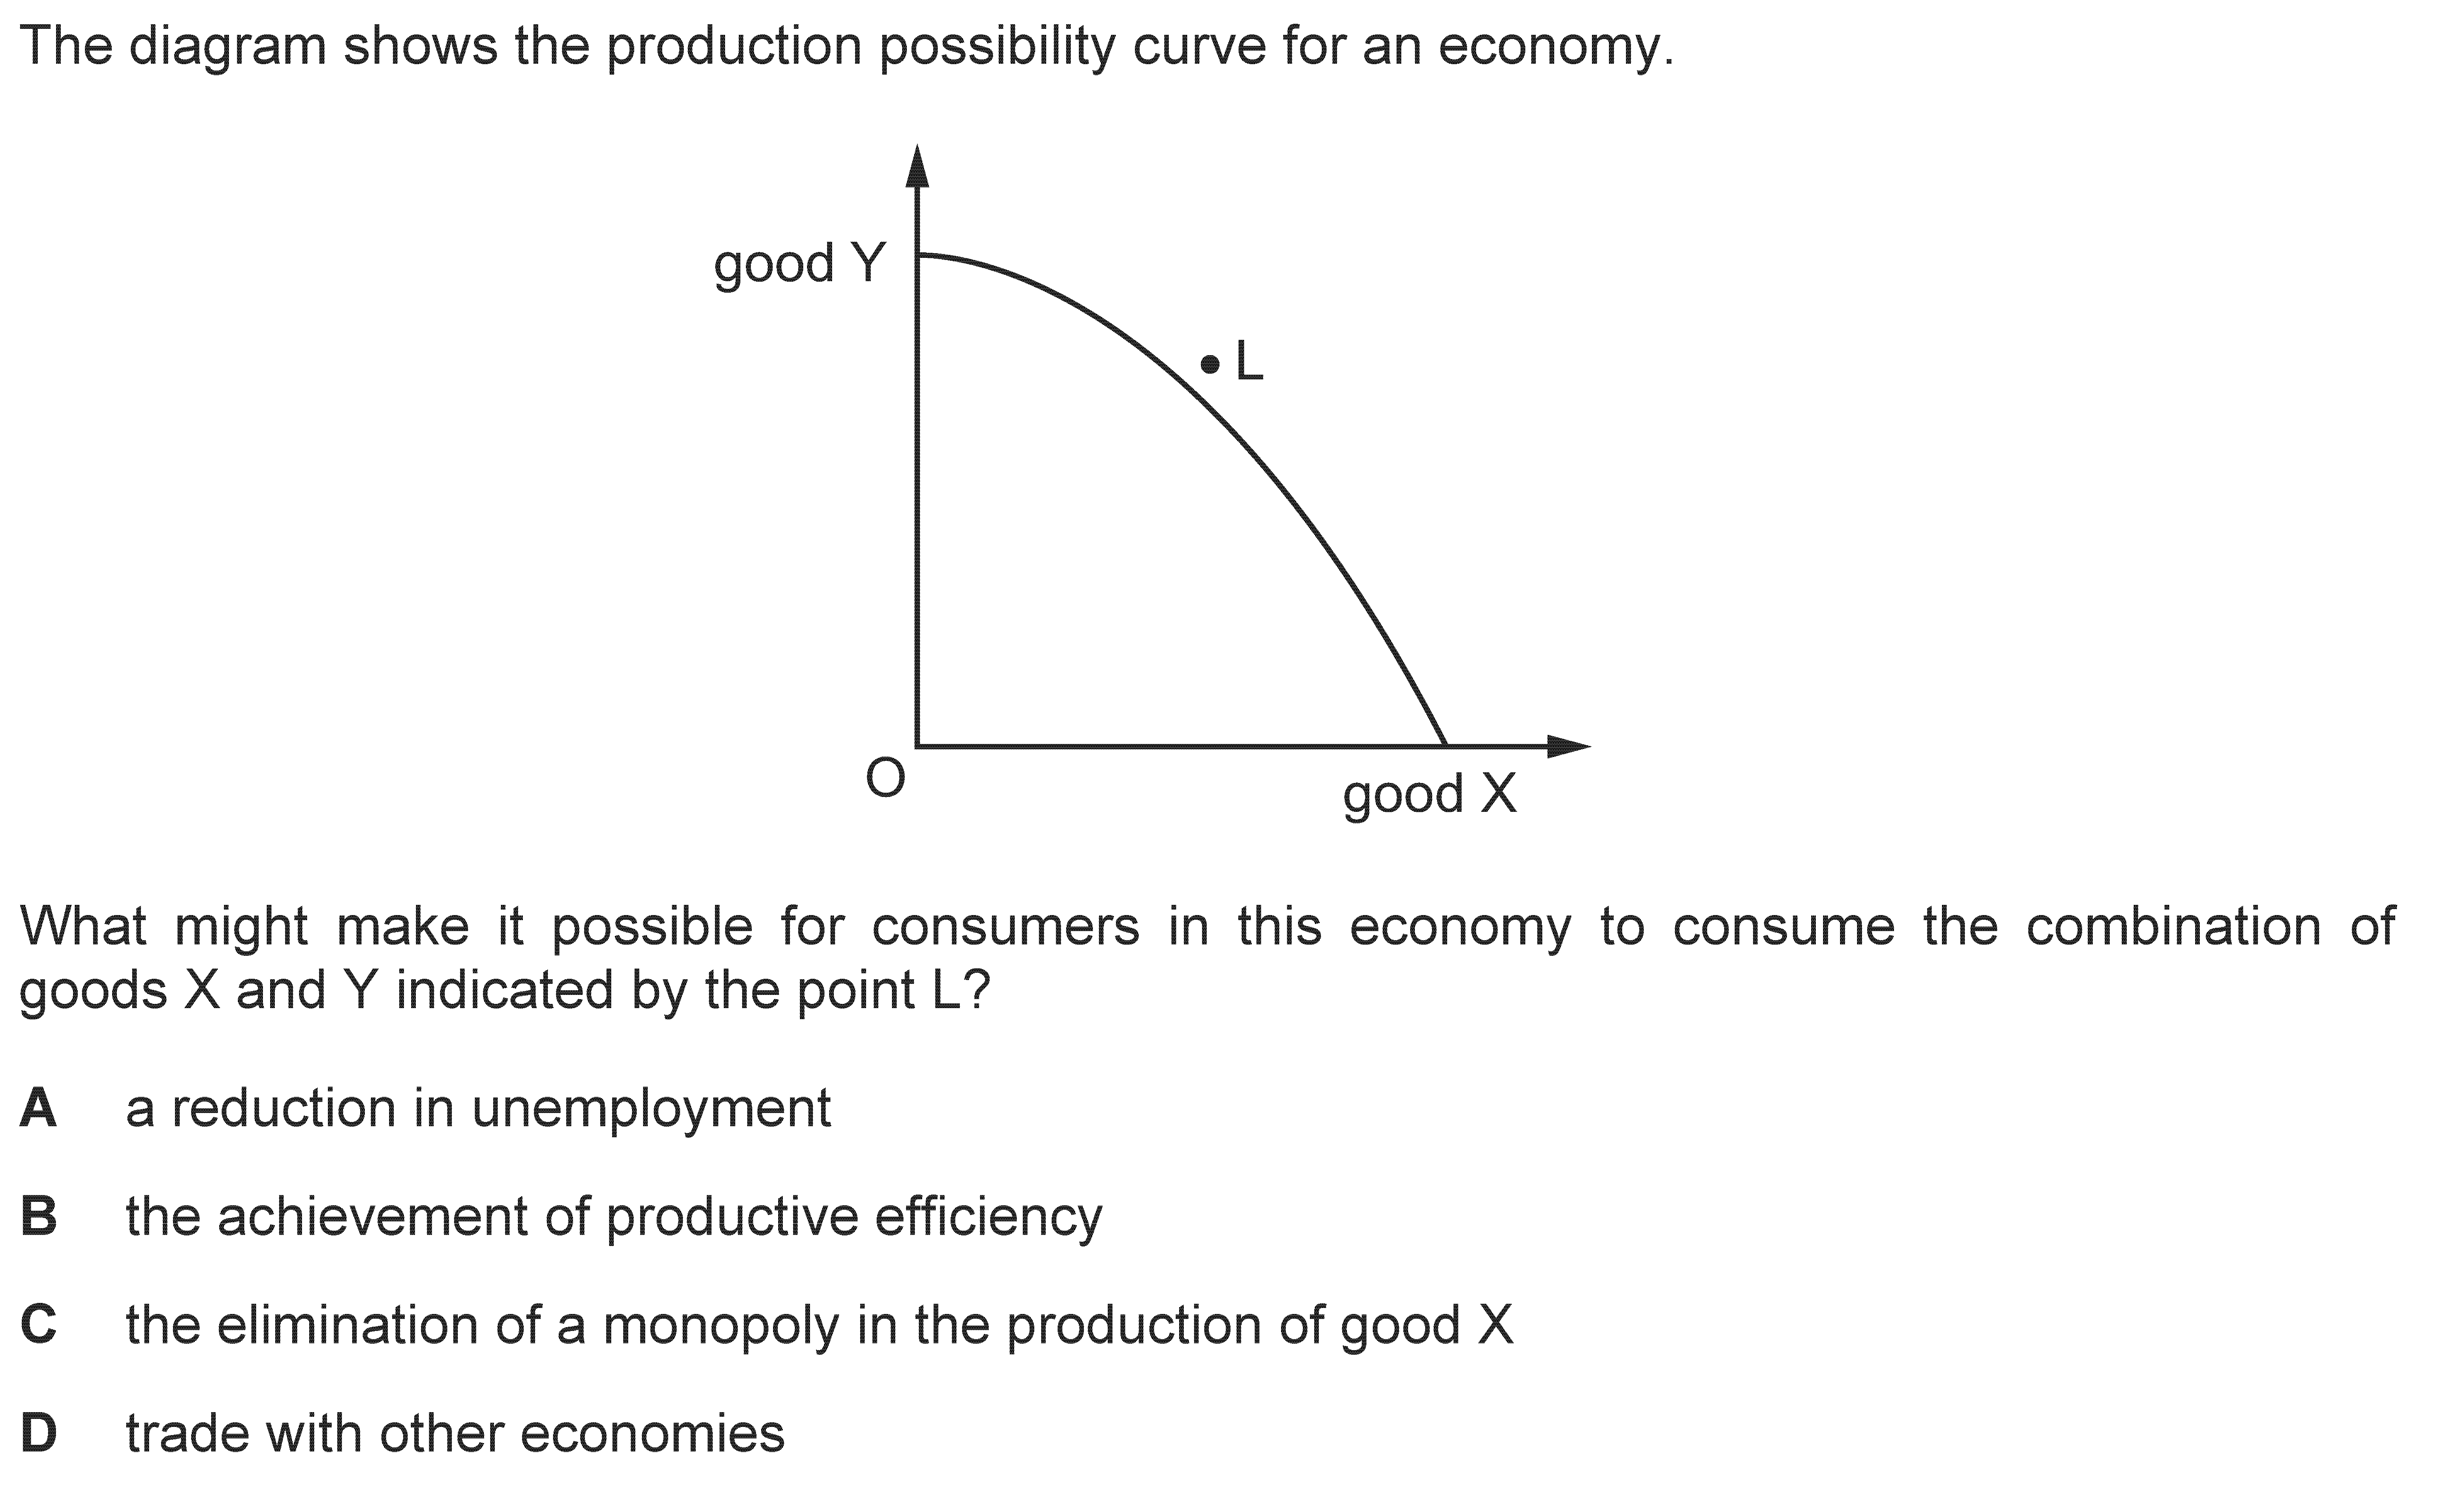 The diagram shows the production possibility curve for an economy.
good Y
L
O
good X
What might make it possible for consumers in this economy to consume the combination of
goods X and Y indicated by the point L?
A a reduction in unemployment
B the achievement of productive efficiency
C the elimination of a monopoly in the production of good X
D trade with other economies